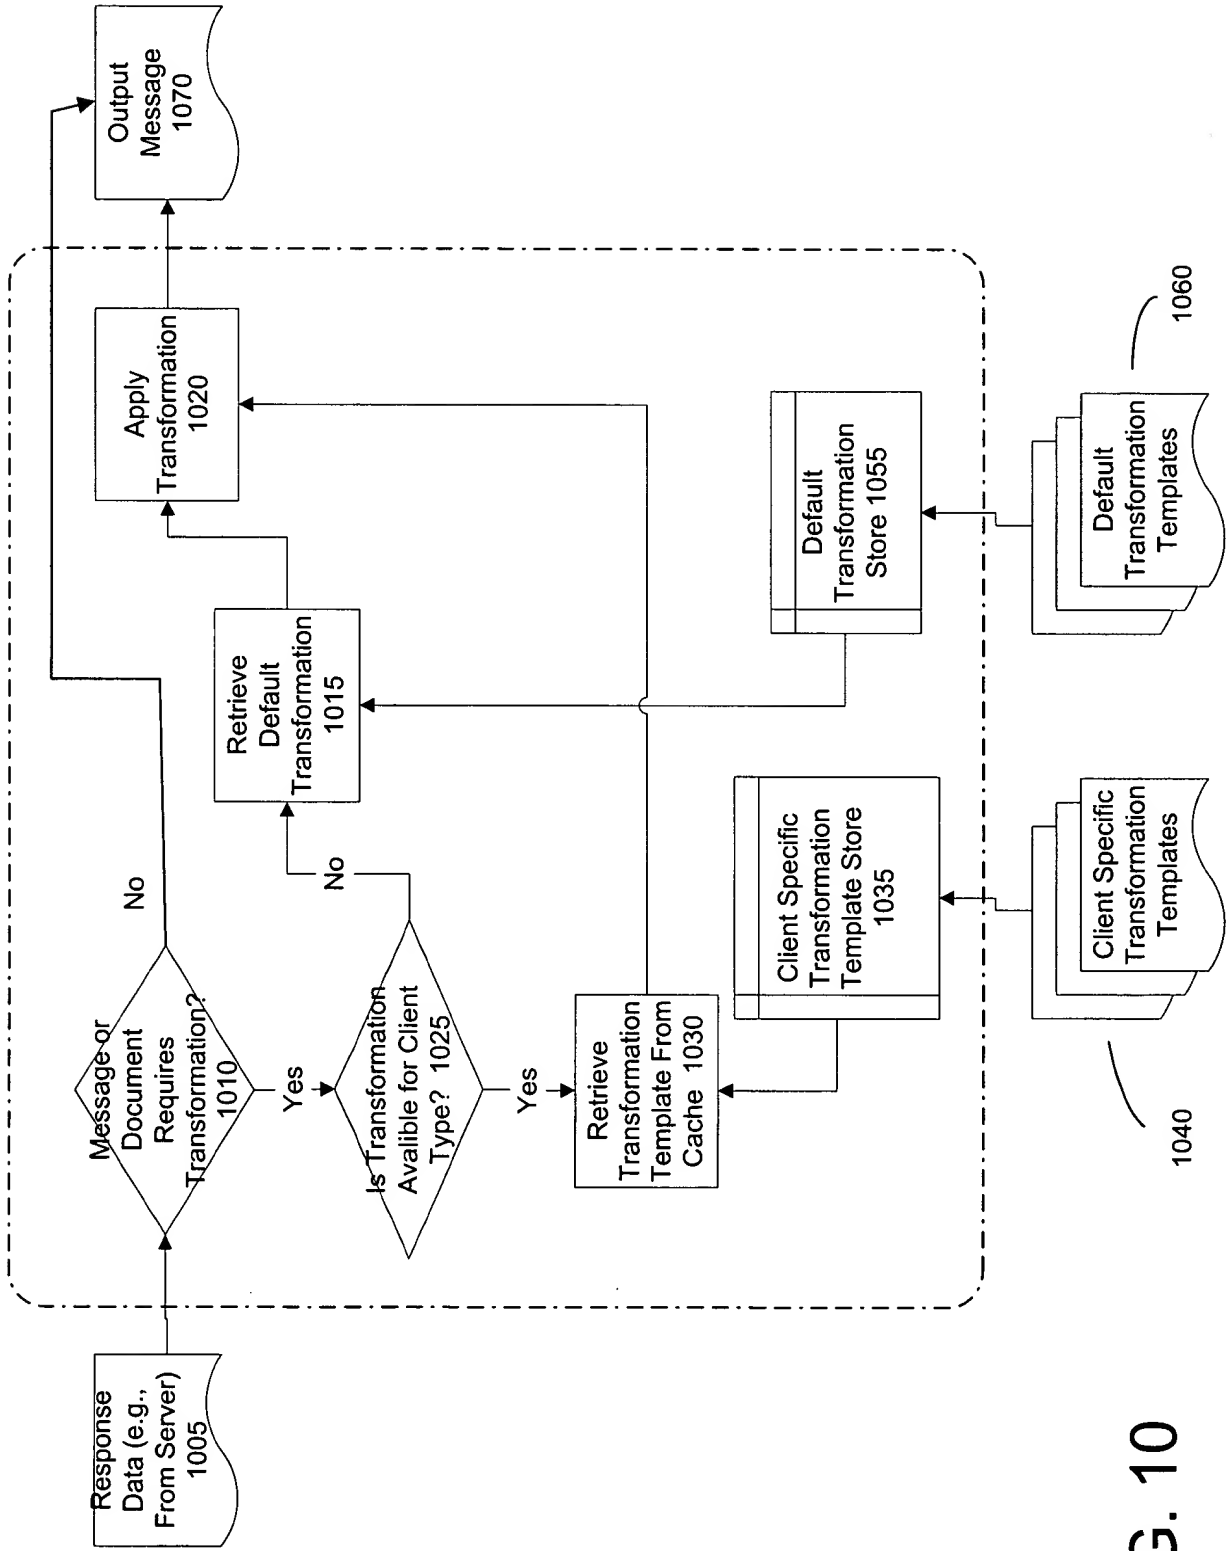 Response
Data (e.g.,
From Server)
1005
Message or
Document
Requires
Transformation?
1010
No
Yes
Is Transformation
Avalible for Client
Type? 1025
No
Yes
Retrieve
Default
Transformation
1015
Apply
Transformation
1020
Output
Message
1070
Retrieve
Transformation
Template From
Cache 1030
Client Specific
Transformation
Template Store
1035
Default
Transformation
Store 1055
1040
Client Specific
Transformation
Templates
Default
Transformation
Templates
1060
G. 10